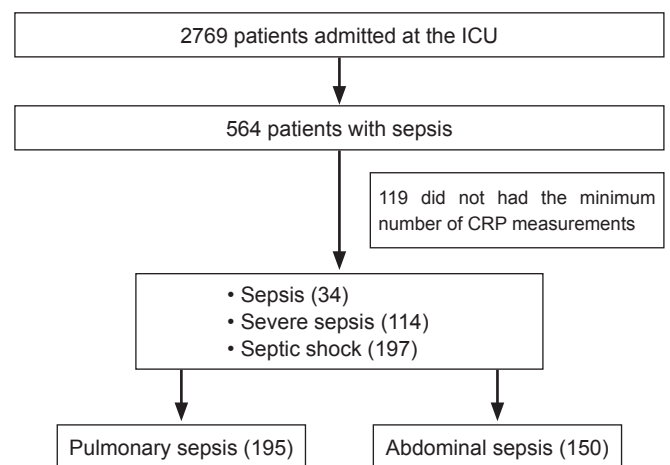 2769 patients admitted at the ICU
564 patients with sepsis
119 did not had the minimum
number of CRP measurements
• Sepsis (34)
• Severe sepsis (114)
• Septic shock (197)
Pulmonary sepsis (195)
Abdominal sepsis (150)